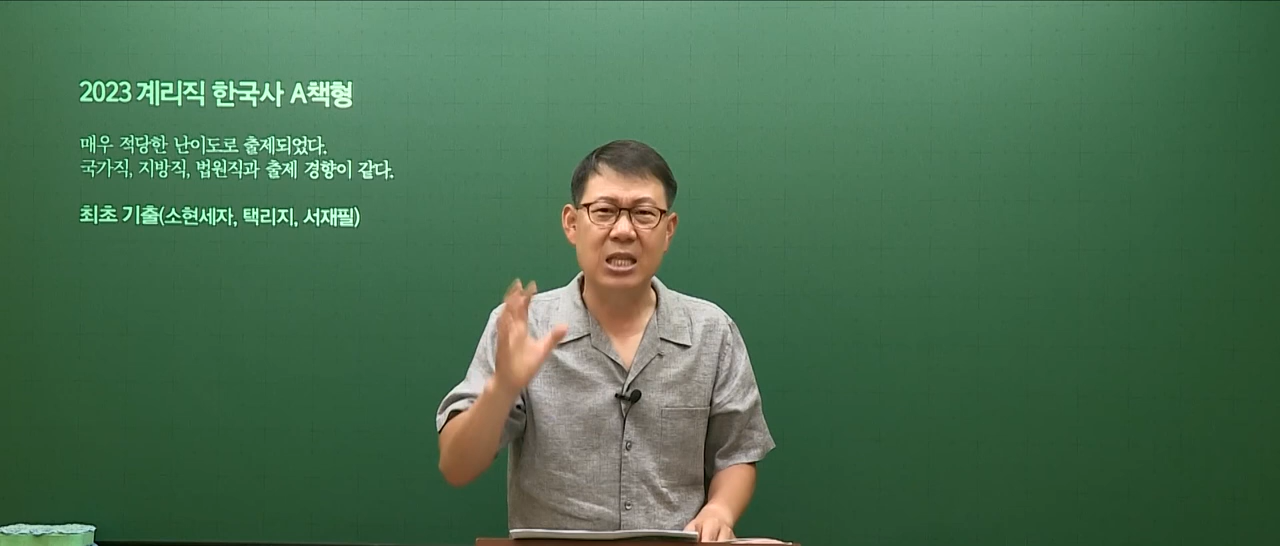 2023 계리직 한국사 A책형
매우 적당한 난이도로 출제되었다.
국가직, 지방직, 법원직과 출제 경향이 같다.
최초 기출(소현세자, 택리지, 서재필)